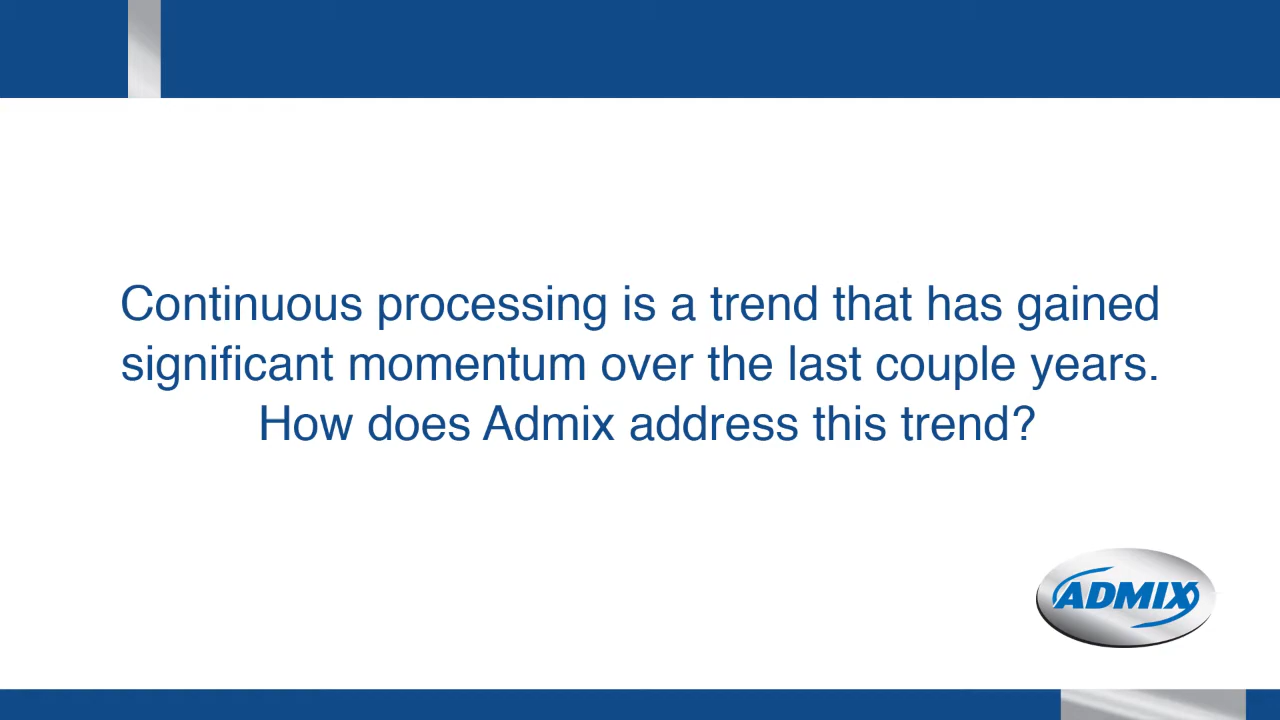 Continuous processing is a trend that has gained
significant momentum over the last couple years.
How does Admix address this trend?
ADMIX